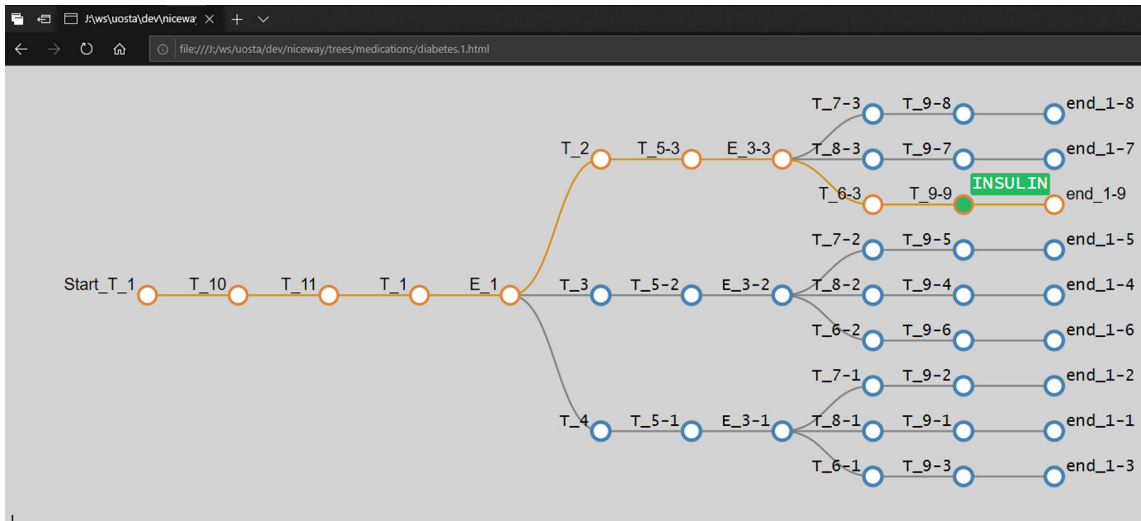 J:\ws\uosta\dev\niceway
file:///J:/ws/uosta/dev/niceway/trees/medications/diabetes.1.html
T_7-3 T_9-8 end_1-8
T_2 T_5-3 E_3-3 T_8-3 T_9-7 end_1-7
INSULIN
T_6-3 T_9-9 end_1-9
T_7-2 T_9-5 end_1-5
Start_T_1 T_10 T_11 T_1 E_1 T_3 T_5-2 E_3-2 T_8-2 T_9-4 end_1-4
T_6-2 T_9-6 end_1-6
T_7-1 T_9-2 end_1-2
T_4 T_5-1 E_3-1 T_8-1 T_9-1 end_1-1
T_6-1 T_9-3 end_1-3